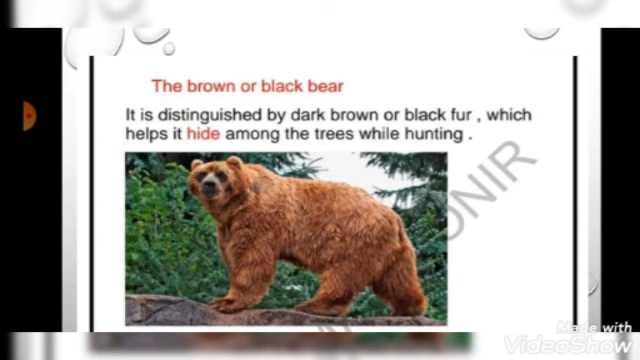 The brown or black bear
It is distinguished by dark brown or black fur , which
helps it hide among the trees while hunting .
ONIR
Made with
VideoShow